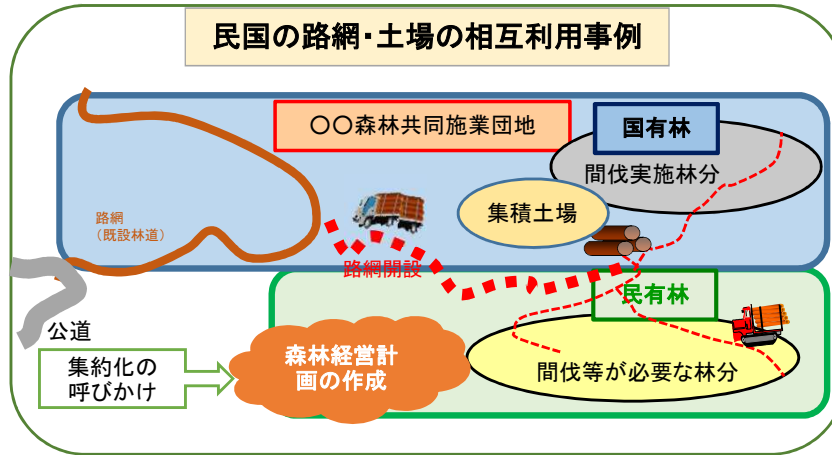 民国の路網・土場の相互利用事例
〇〇森林共同施業団地
国有林
間伐実施林分
集積土場
路網
（既設林道）
路網開設
民有林
公道
集約化の
呼びかけ
森林経営計
画の作成
間伐等が必要な林分